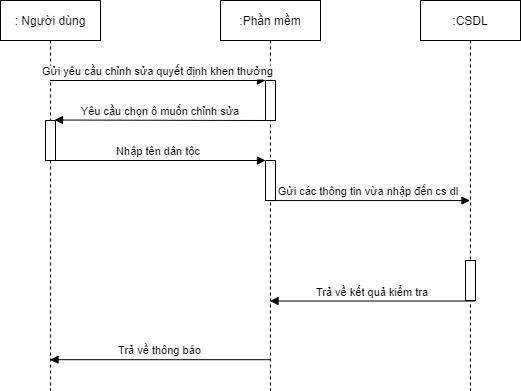 : Người dùng
:Phần mềm
:CSDL
Gửi yêu cầu chỉnh sửa quyết định khen thưởng
Yêu cầu chọn ô muốn chỉnh sửa
Nhập tên dân tộc
Gửi các thông tin vừa nhập đến cs dl
Trả về kết quả kiểm tra
Trả về thông báo